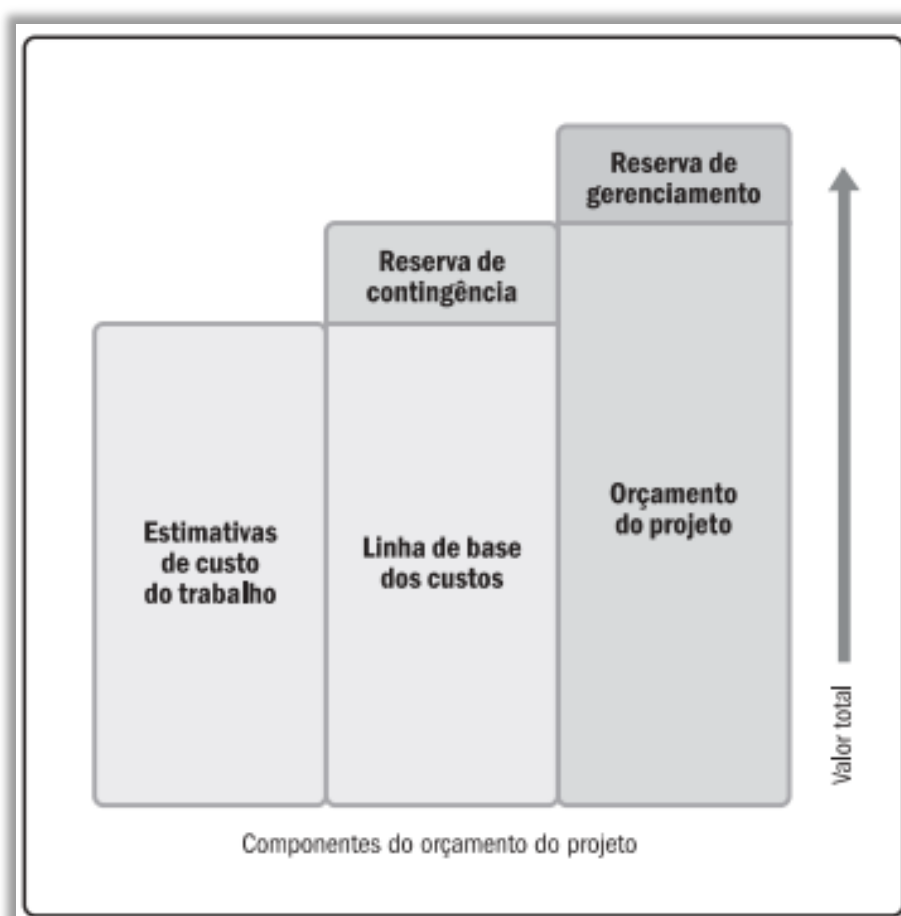 Reserva de
gerenciamento
Reserva de
contingência
Estimativas
de custo
do trabalho
Linha de base
dos custos
Orçamento
do projeto
Valor total
Componentes do orçamento do projeto